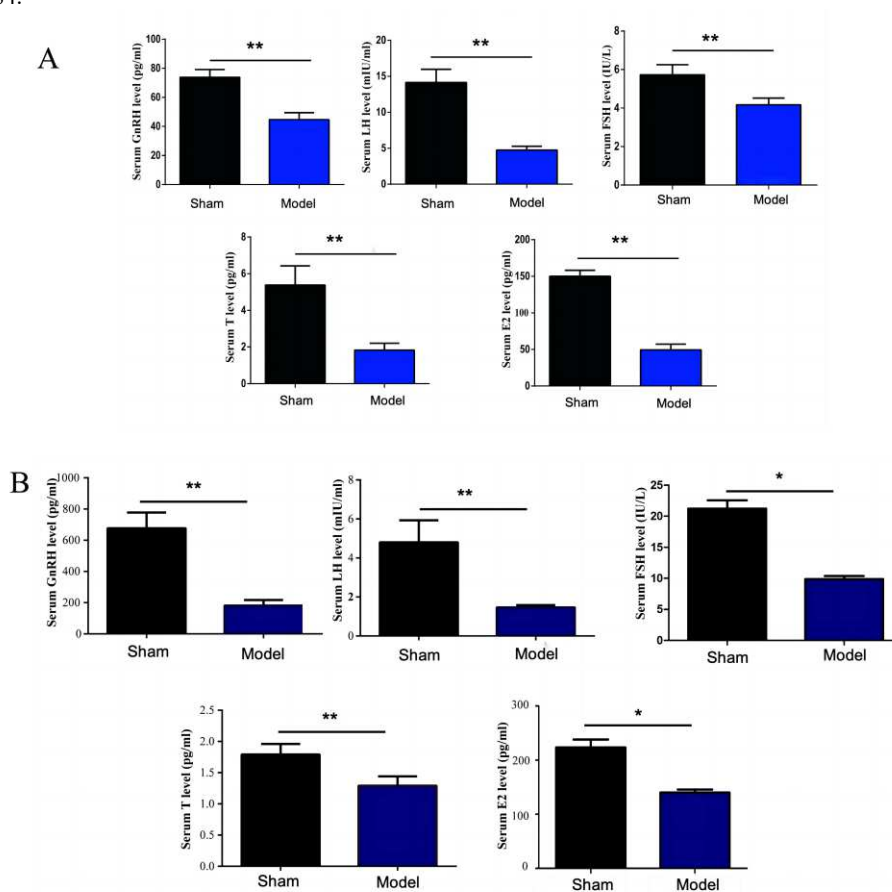 A
Serum GnRH level (pg/ml)
100
80
60
40
20
0
**
Sham
Model
Serum LH level (mIU/ml)
20
15
10
5
0
**
Sham
Model
Serum FSH level (IU/L)
8
6
4
2
0
**
Sham
Model
Serum T level (pg/ml)
8
6
4
2
0
**
Sham
Model
Serum E2 level (pg/ml)
200
150
100
50
0
**
Sham
Model
B
Serum GnRH level (pg/ml)
1000
800
600
400
200
0
**
Sham
Model
Serum LH level (mIU/ml)
8
6
4
2
0
**
Sham
Model
Serum FSH level (IU/L)
25
20
15
10
5
0
*
Sham
Model
Serum T level (pg/ml)
2.5
2.0
1.5
1.0
0.5
0.0
**
Sham
Model
Serum E2 level (pg/ml)
300
200
100
0
*
Sham
Model